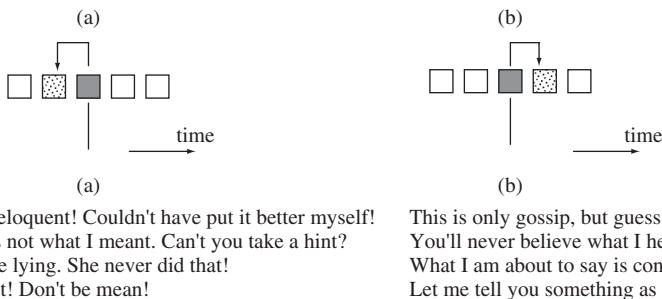 (a)
(b)
time
time
(a)
(b)
eloquent! Couldn't have put it better myself!
not what I meant. Can't you take a hint?
lying. She never did that!
Don't be mean!
This is only gossip, but guess
You'll never believe what I
What I am about to say is
Let me tell you something as